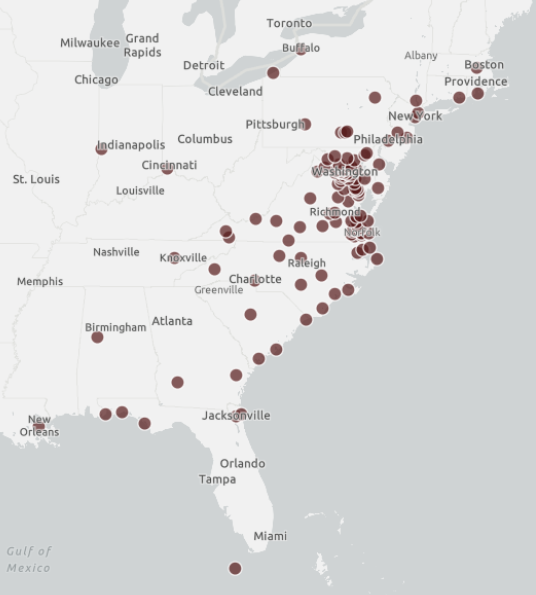 Toronto
Milwaukee
Grand
Rapids
Buffalo
Albany
Detroit
Boston
Chicago
Providence
Cleveland
New York
Pittsburgh
Columbus
Philadelphia
Indianapolis
Cincinnati
Washington
St. Louis
Louisville
Richmond
Norfolk
Nashville
Knoxville
Raleigh
Memphis
Charlotte
Greenville
Birmingham
Atlanta
New
Orleans
Jacksonville
Orlando
Tampa
Miami
Gulf of
Mexico